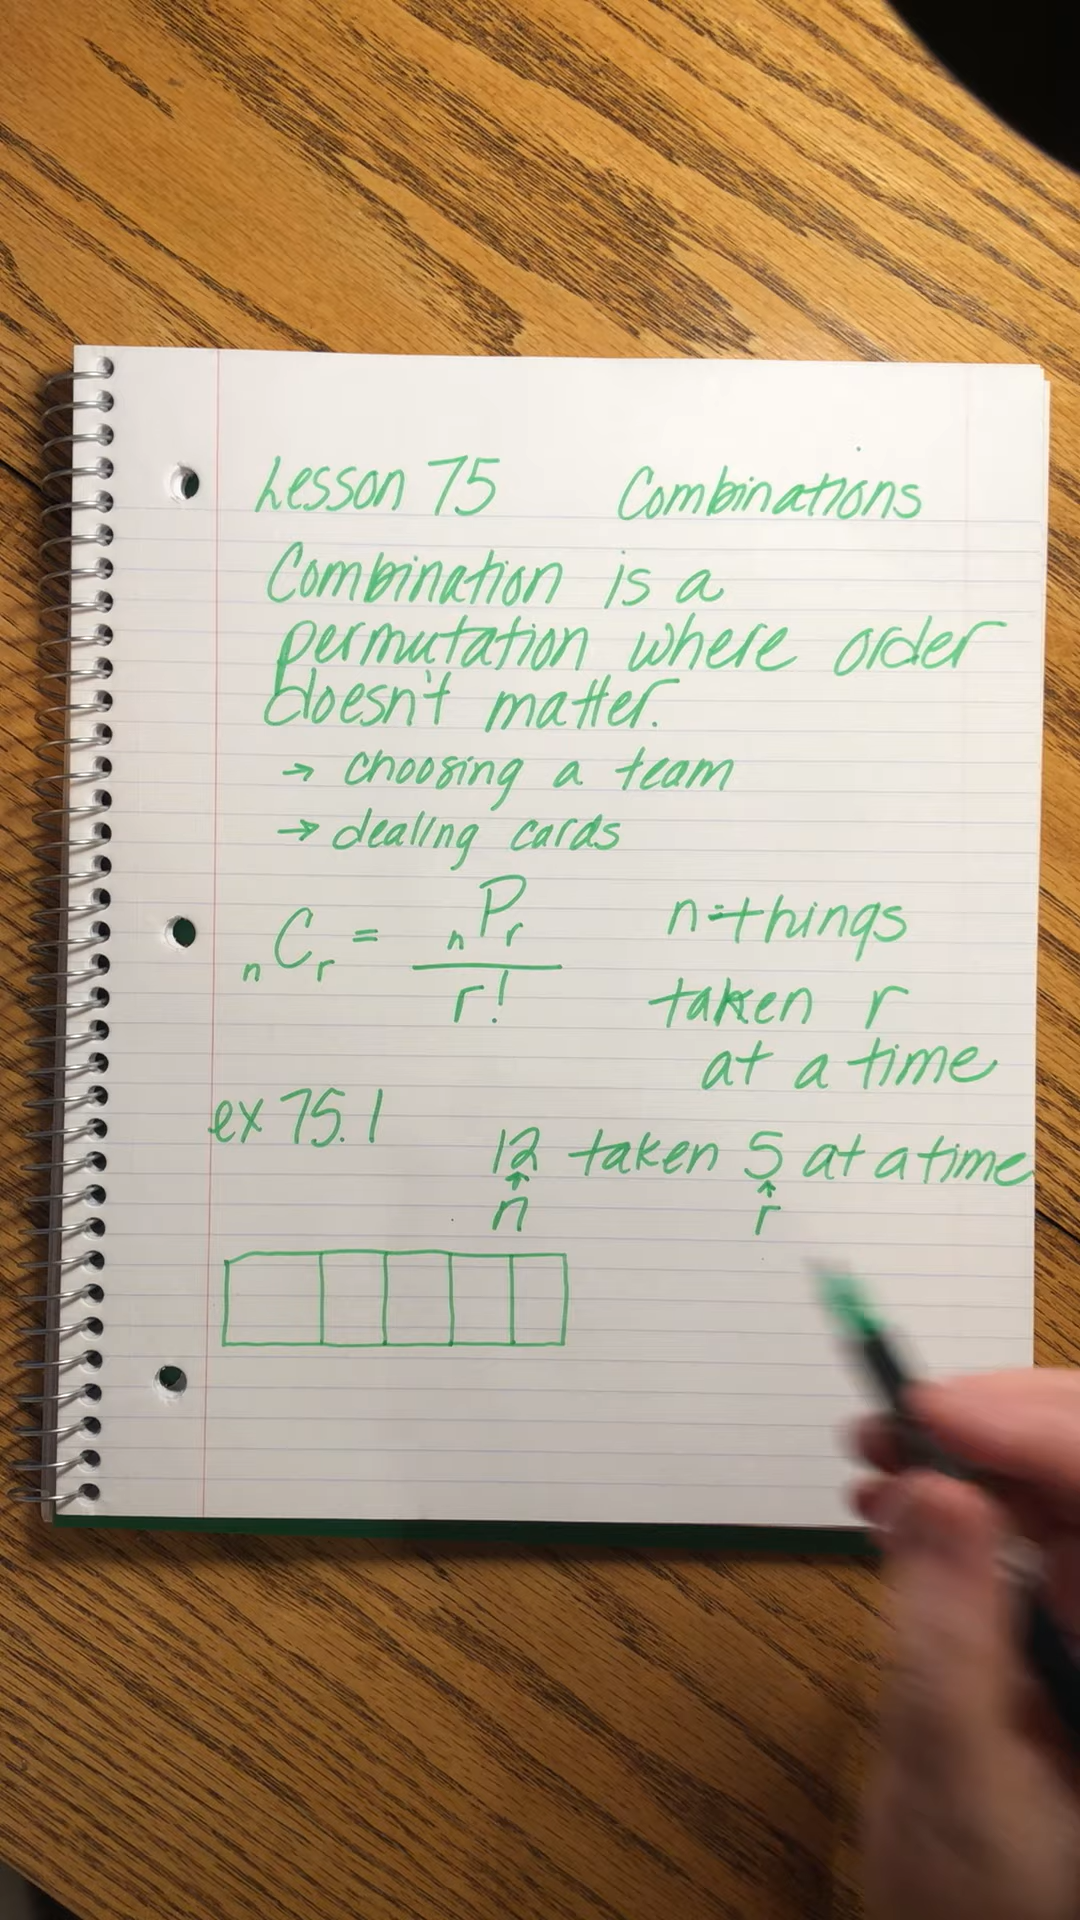 Lesson 75 Combinations
Combination is a
permutation where order
doesn't matter.
→ choosing a team
→ dealing cards
nCr = nPr / r!
n=things
taken r
at a time
ex 75.1
12 taken 5 at a time
n r